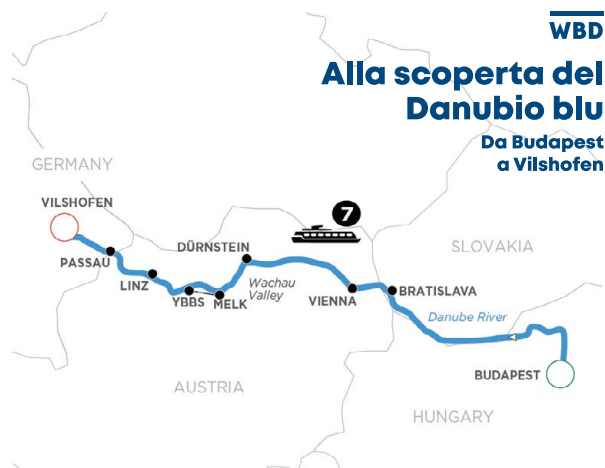 WBD
Alla scoperta del
Danubio blu
Da Budapest
a Vilshofen
GERMANY
VILSHOFEN
PASSAU
LINZ
YBBS
MELK
DÜRNSTEIN
Wachau
Valley
7
VIENNA
SLOVAKIA
BRATISLAVA
Danube River
BUDAPEST
AUSTRIA
HUNGARY